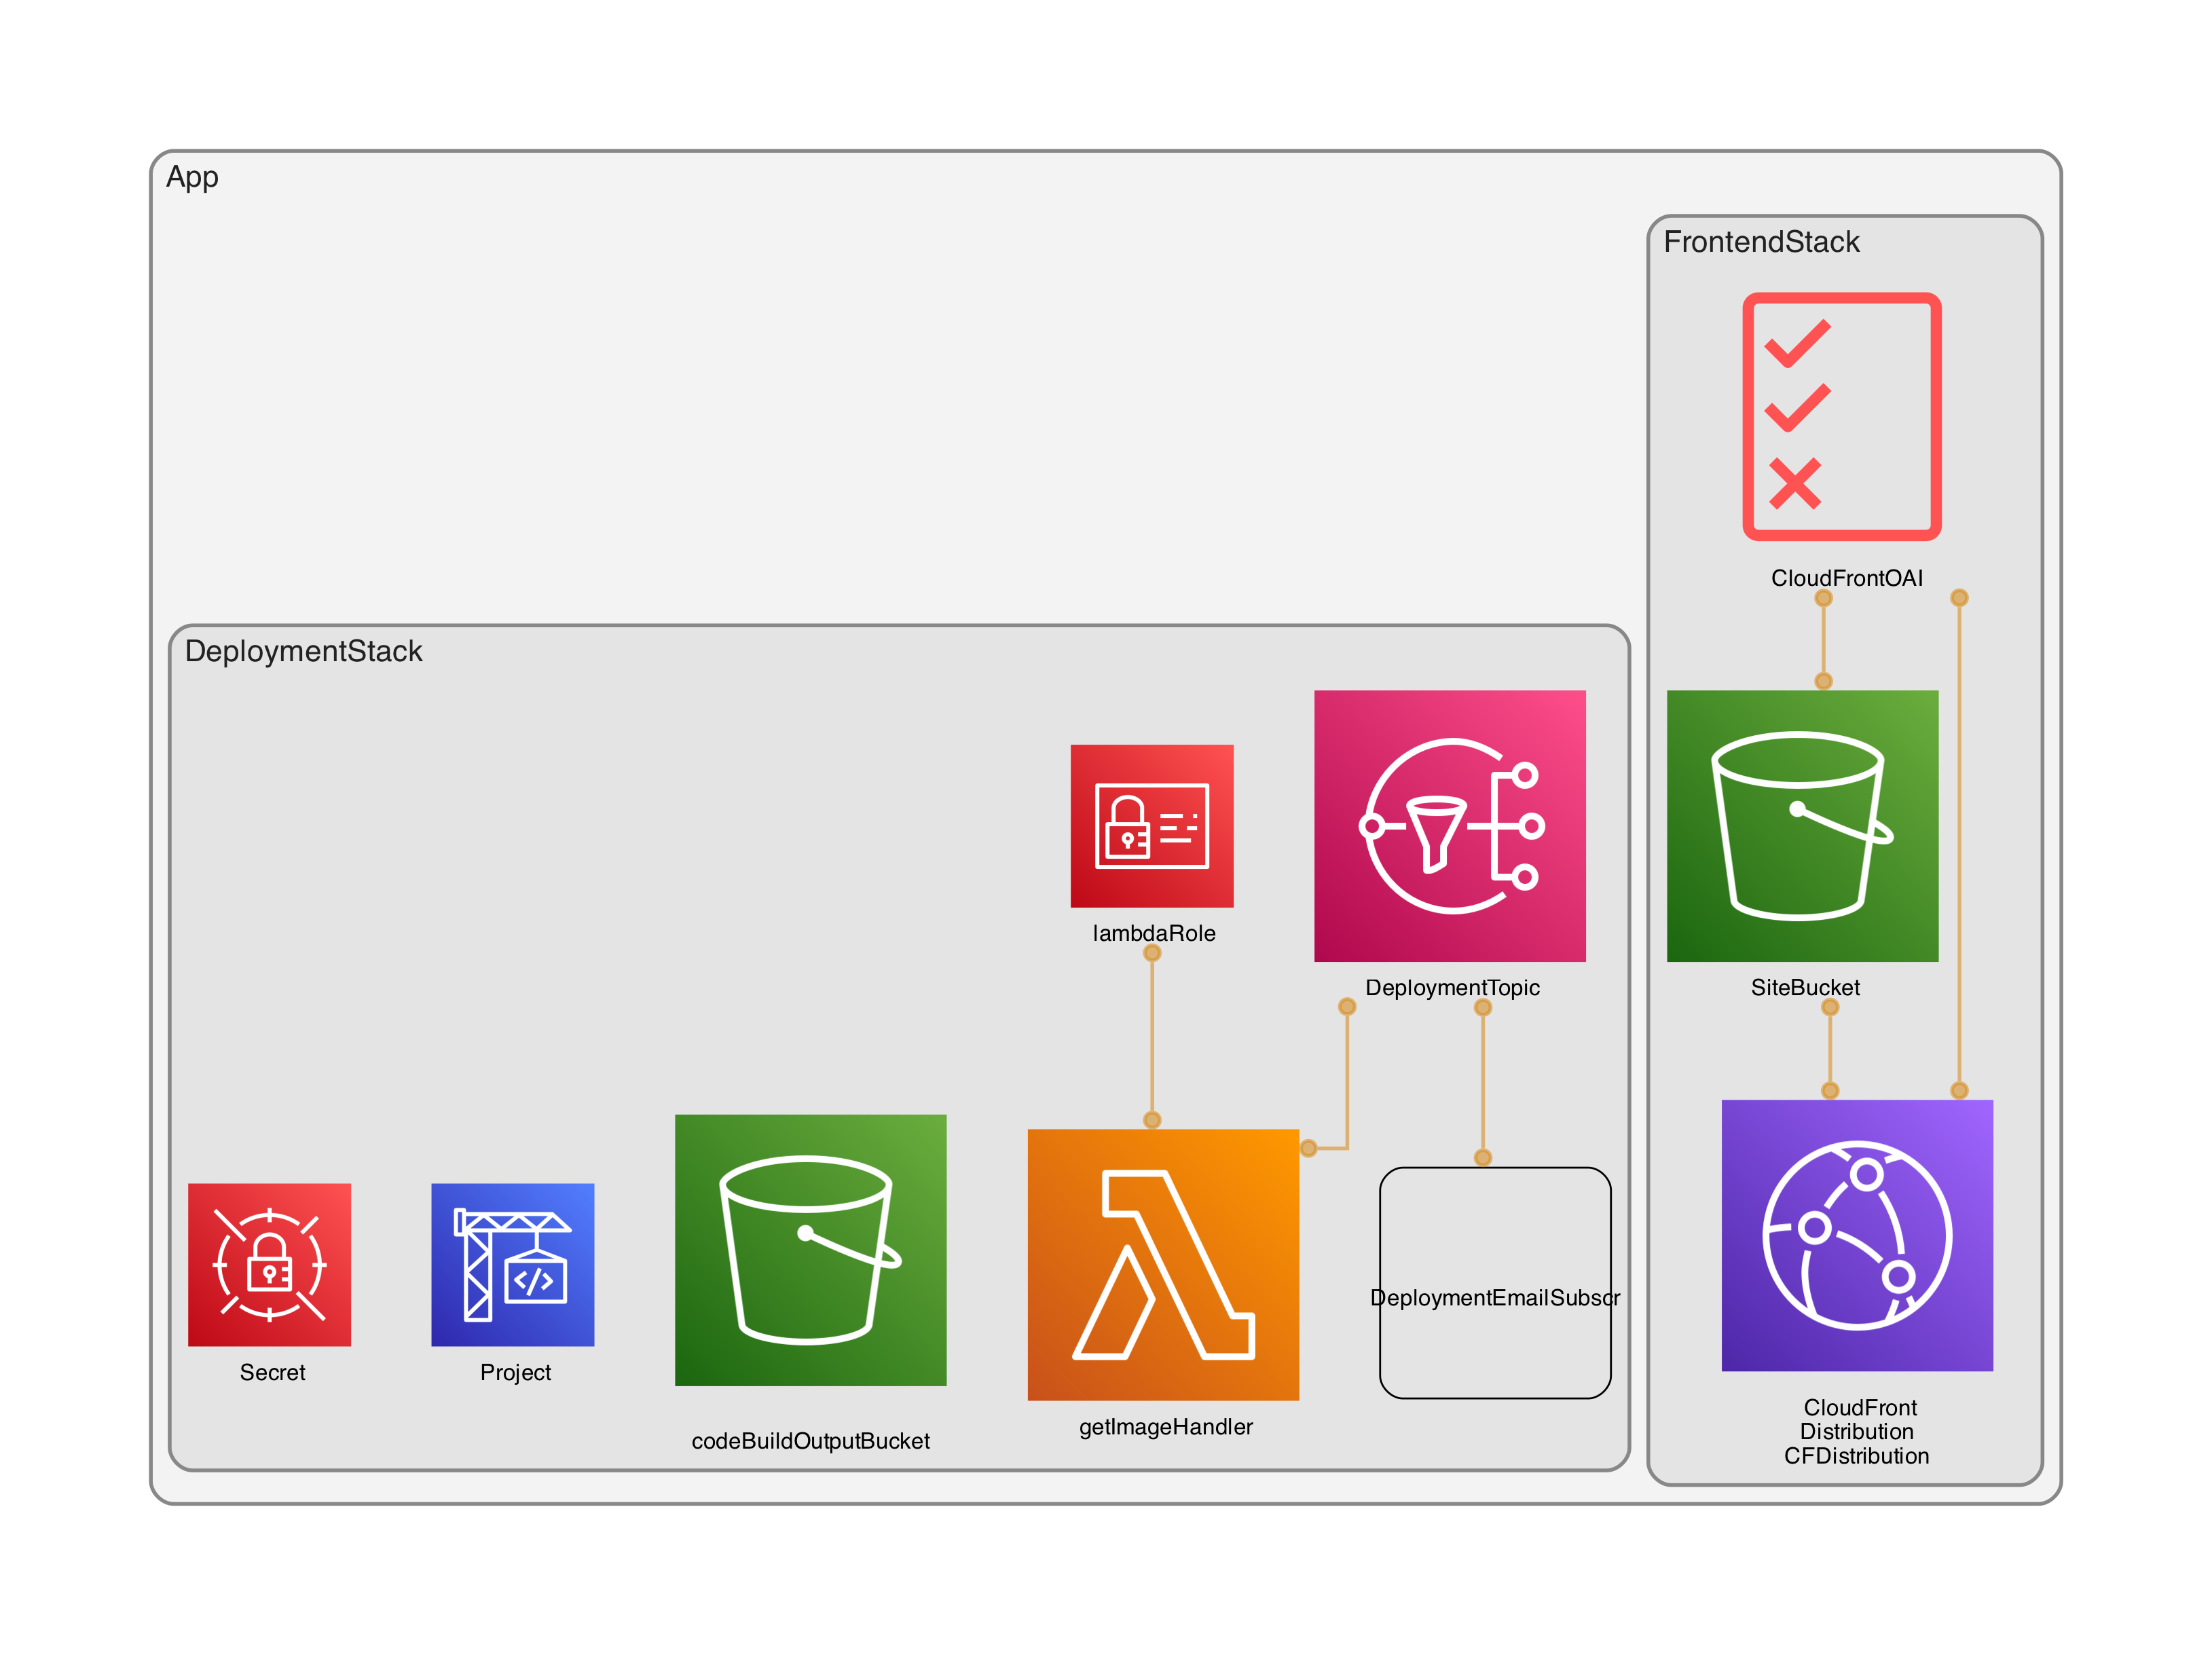 App
FrontendStack
CloudFrontOAI
DeploymentStack
lambdaRole
DeploymentTopic
SiteBucket
DeploymentEmailSubscr
Secret
Project
codeBuildOutputBucket
getImageHandler
CloudFront
Distribution
CFDistribution